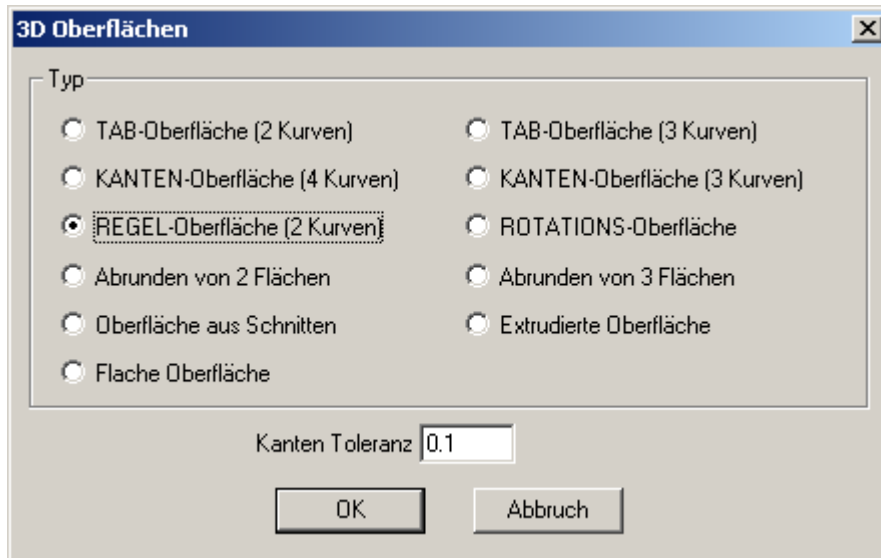 3D Oberflächen
Typ
TAB-Oberfläche (2 Kurven) TAB-Oberfläche (3 Kurven)
KANTEN-Oberfläche (4 Kurven) KANTEN-Oberfläche (3 Kurven)
REGEL-Oberfläche (2 Kurven) ROTATIONS-Oberfläche
Abrunden von 2 Flächen Abrunden von 3 Flächen
Oberfläche aus Schnitten Extrudierte Oberfläche
Flache Oberfläche
Kanten Toleranz 0.1
OK Abbruch